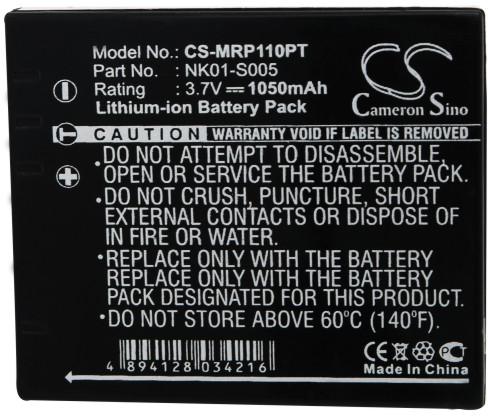 Model No.: CS-MRP110PT
Part No. : NK01-S005
Rating : 3.7V 1050mAh
Lithium-ion Battery Pack
CS
Cameron Sino
CAUTION WARRANTY VOID IF LABEL IS REMOVED
•DO NOT ATTEMPT TO DISASSEMBLE,
OPEN OR SERVICE THE BATTERY PACK.
•DO NOT CRUSH, PUNCTURE, SHORT
EXTERNAL CONTACTS OR DISPOSE OF
IN FIRE OR WATER.
•REPLACE ONLY WITH THE BATTERY
REPLACE ONLY WITH THE BATTERY
PACK DESIGNATED FOR THIS PRODUCT.
•DO NOT STORE ABOVE 60°C (140°F)
4 894128 034216
CE
Made In China